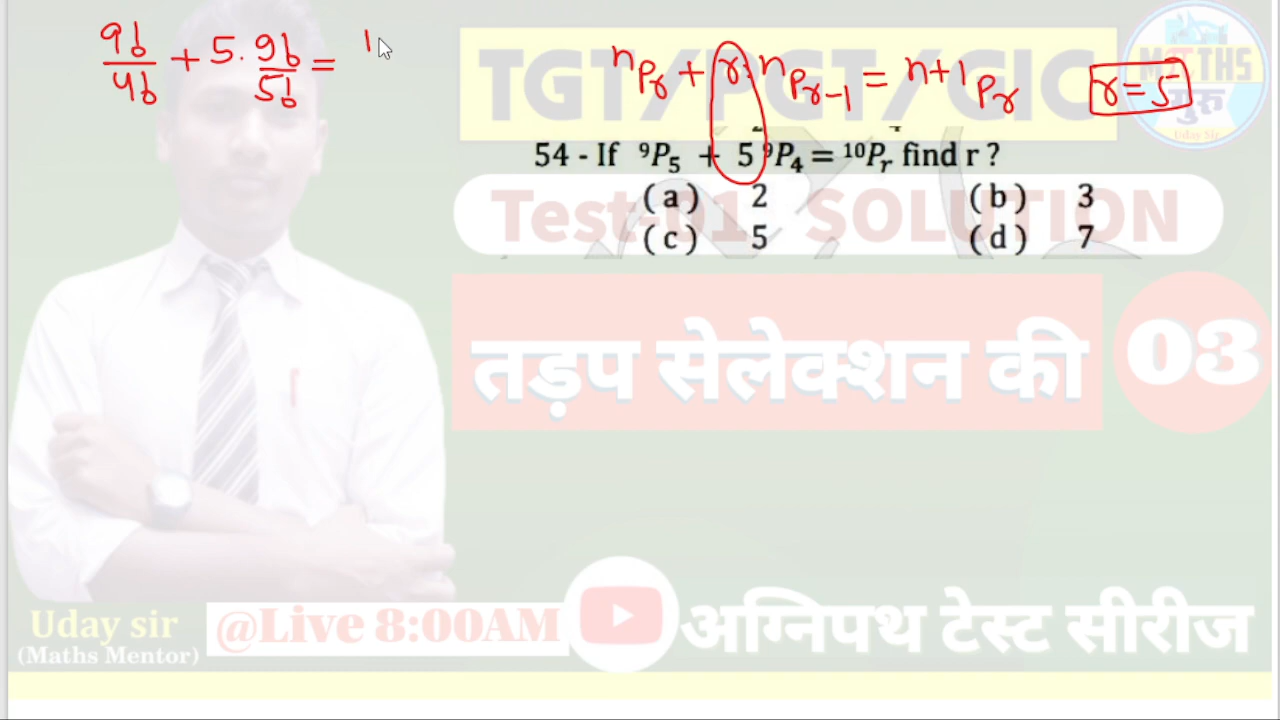 9!/4! + 5. 9!/5! = 1
nPr + r. nPr-1 = n+1Pr r=5
TGT/PGT/GIC
MATHS
गुरु
Uday Sir
54 - If ⁹P₅ + 5 ⁹P₄ = ¹⁰Pᵣ find r ?
(a) 2 (b) 3
(c) 5 (d) 7
Test-01 SOLUTION
तड़प सेलेक्शन की 03
Uday sir
(Maths Mentor)
@Live 8:00AM
अग्निपथ टेस्ट सीरीज